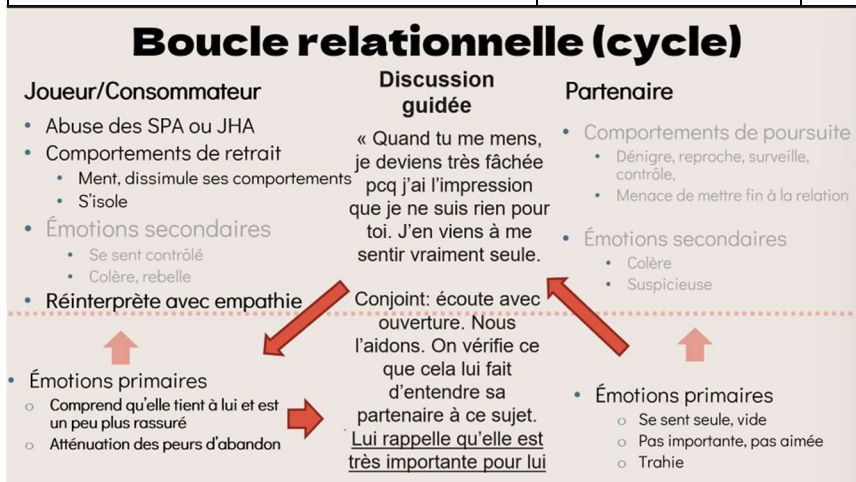 Boucle relationnelle (cycle)
Joueur/Consommateur
• Abuse des SPA ou JHA
• Comportements de retrait
• Ment, dissimule ses comportements
• S'isole
• Émotions secondaires
• Se sent contrôlé
• Colère, rebelle
• Réinterprète avec empathie
• Émotions primaires
o Comprend qu'elle tient à lui et est
un peu plus rassuré
o Atténuation des peurs d'abandon
Discussion
guidée
« Quand tu me mens,
je deviens très fâchée
pcq j'ai l'impression
que je ne suis rien pour
toi. J'en viens à me
sentir vraiment seule.
Conjoint: écoute avec
ouverture. Nous
l'aidons. On vérifie ce
que cela lui fait
d'entendre sa
partenaire à ce sujet.
Lui rappelle qu'elle est
très importante pour lui
Partenaire
• Comportements de poursuite
• Dénigre, reproche, surveille,
contrôle,
• Menace de mettre fin à la relation
• Émotions secondaires
• Colère
• Suspicieuse
• Émotions primaires
o Se sent seule, vide
o Pas importante, pas aimée
o Trahie